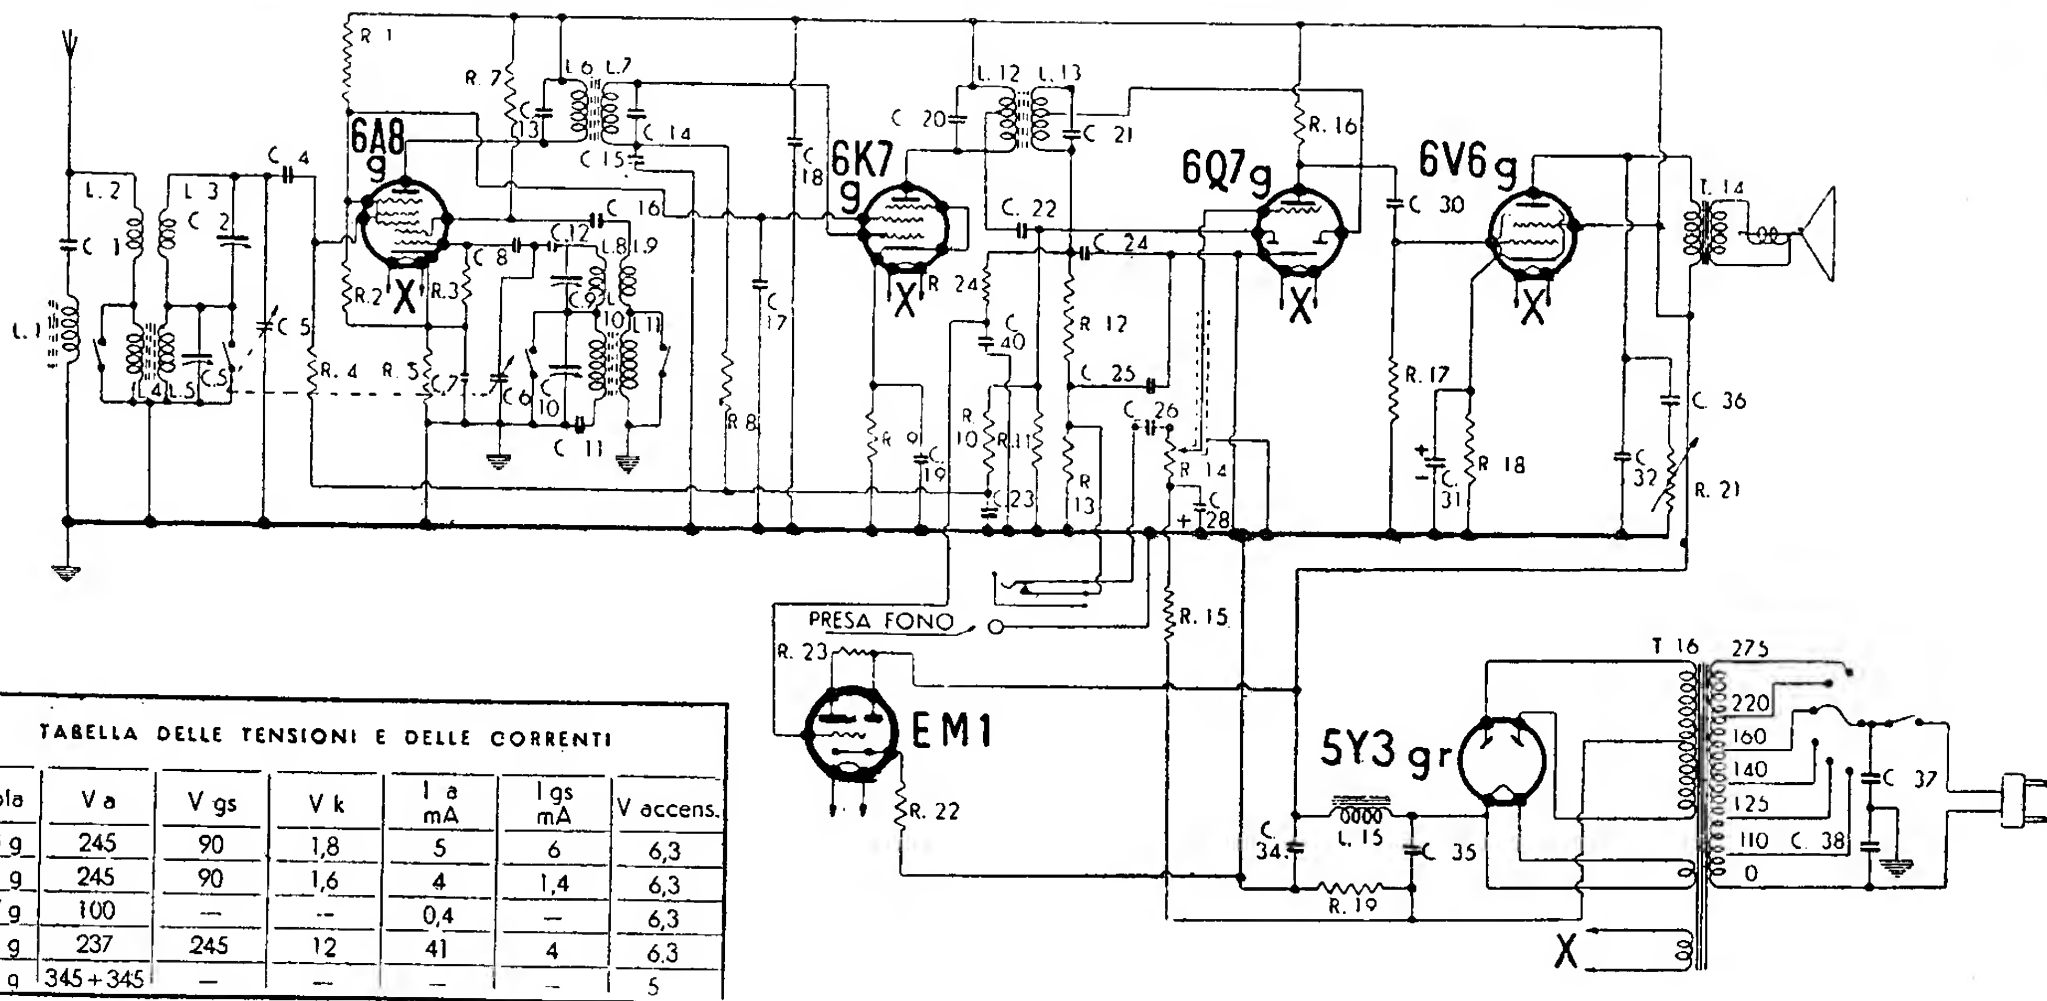 R 1
R. 7
L. 6 L. 7
C 13
C 14
C 15
C 18
L. 12 L. 13
C 20
C 21
R. 16
6A8 g
6K7 g
6Q7 g
6V6 g
T. 14
C 4
L. 2
L. 3
C 2
C 1
L. 1
C 5
L 4 L. 5
C. 5
R. 4
R. 2
X
R. 3
R. 5
C. 7
C 8
C. 12
C 16
L. 8 L. 9
C. 9
L 10
L 11
C 6
C 10
C 11
R 8
C 17
X
R 9
C. 19
R 24
C 40
C. 22
C. 24
R 12
C 25
C 26
R. 10
R. 11
R 13
C. 23
R 14
C 28
+
X
C 30
R. 17
X
+
-
C. 31
R 18
C 32
C. 36
R. 21
PRESA FONO
R. 15
R. 23
EM1
R. 22
5Y3 gr
C. 34.
L. 15
C 35
R. 19
T 16
275
220
160
140
125
110
0
C 37
C. 38
X
TABELLA DELLE TENSIONI E DELLE CORRENTI
ola V a V gs V k I a mA I gs mA V accens.
g 245 90 1,8 5 6 6,3
g 245 90 1,6 4 1,4 6,3
g 100 — -- 0,4 — 6,3
g 237 245 12 41 4 6.3
g 345+345 — — — — 5